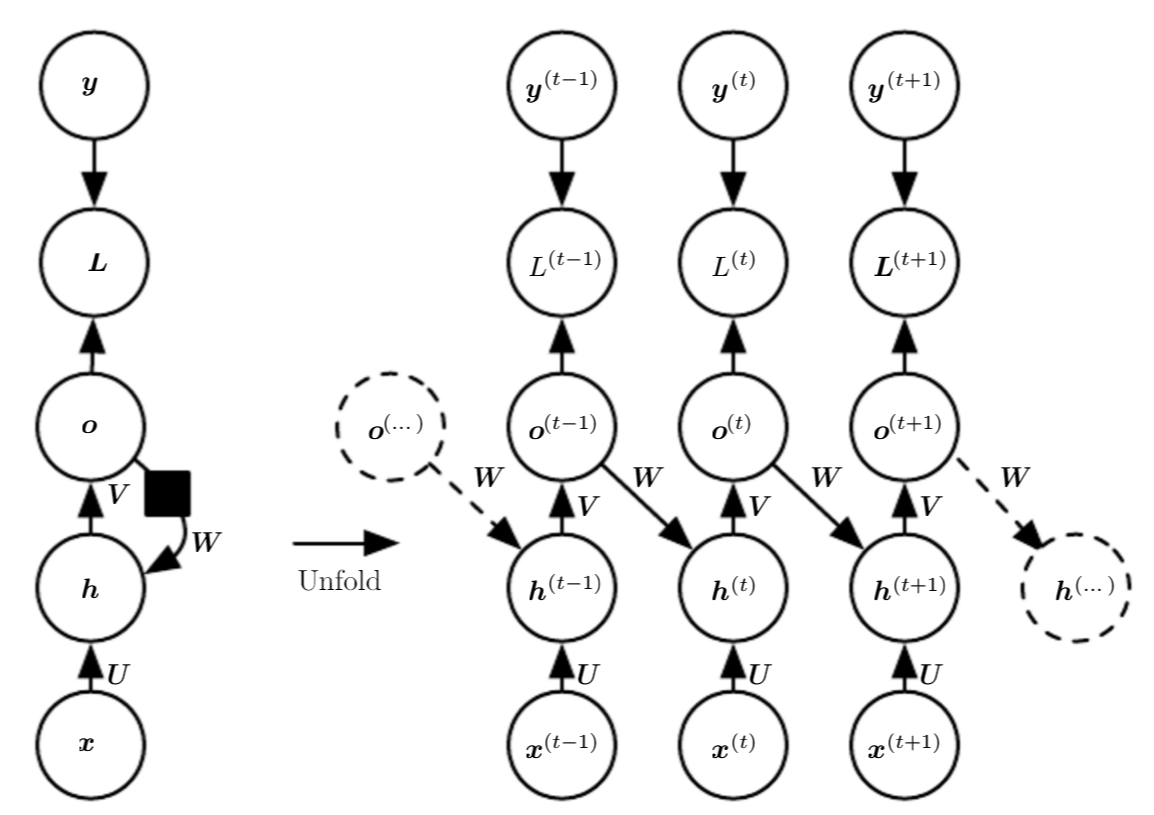 y y^(t−1) y^(t) y^(t+1)
L L^(t−1) L^(t) L^(t+1)
o o^(...) o^(t−1) o^(t) o^(t+1)
W W W W
V V V V
W
Unfold
h h^(t−1) h^(t) h^(t+1) h^(...)
U U U U
x x^(t−1) x^(t) x^(t+1)